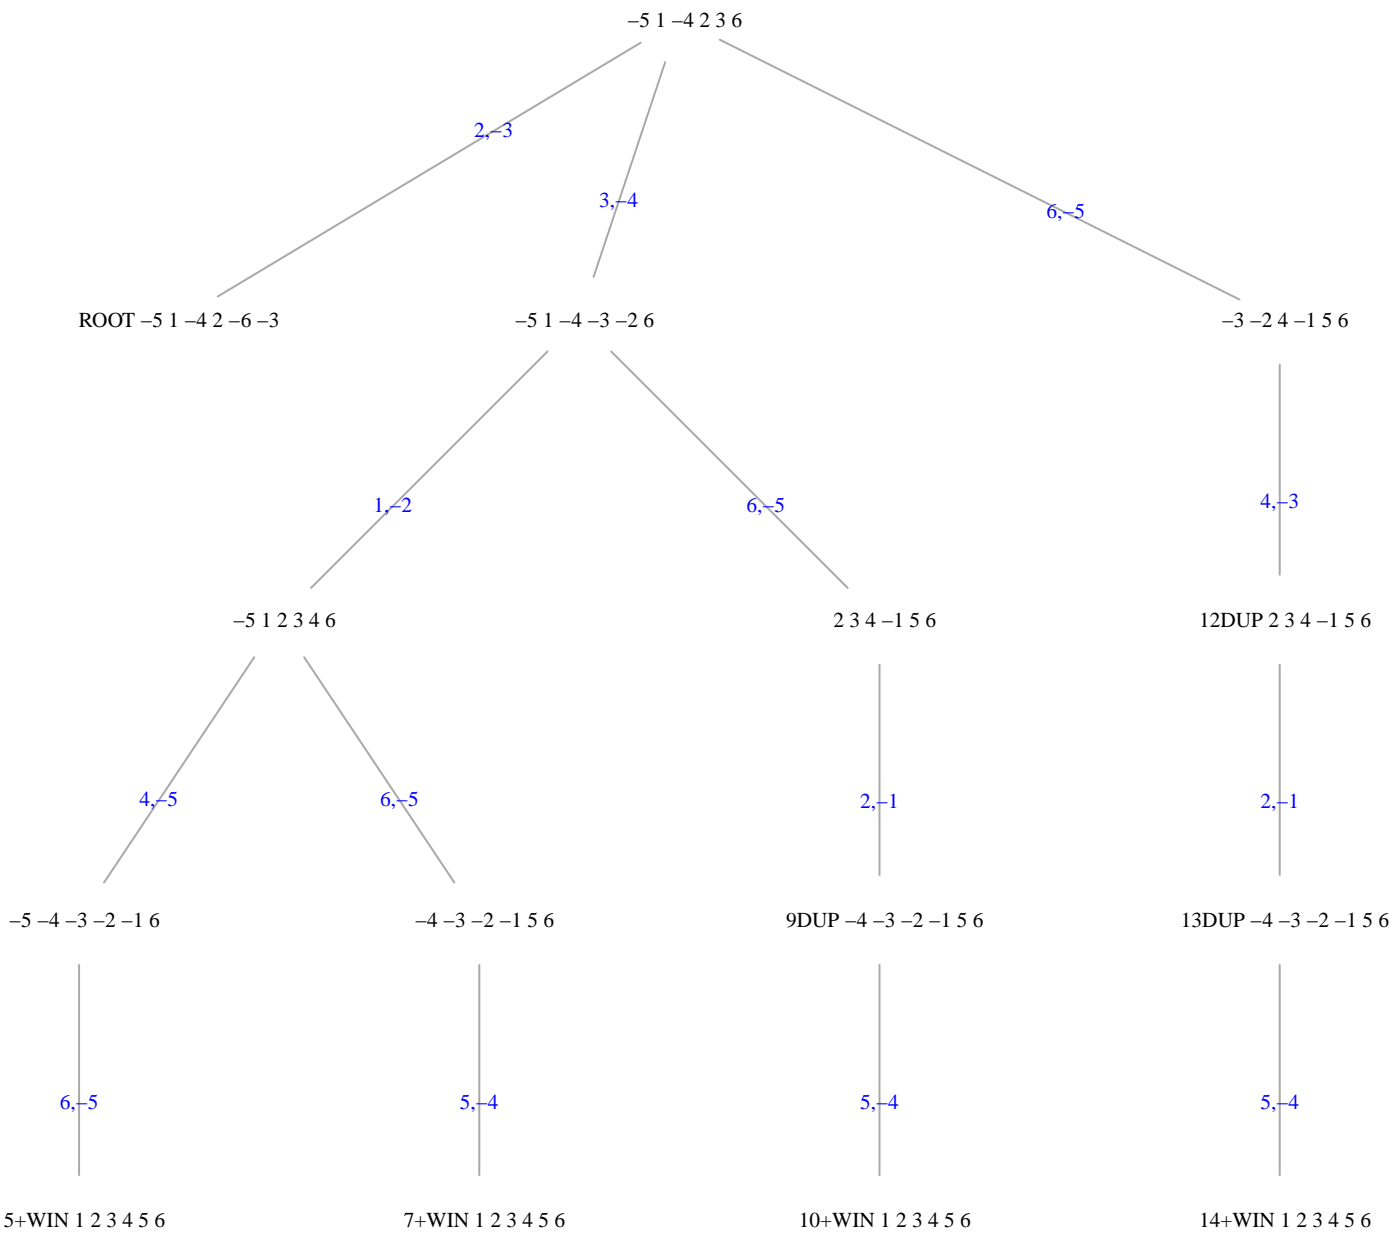 –5 1 –4 2 3 6
2,–3
3,–4
6,–5
ROOT –5 1 –4 2 –6 –3
–5 1 –4 –3 –2 6
–3 –2 4 –1 5 6
1,–2
6,–5
4,–3
–5 1 2 3 4 6
2 3 4 –1 5 6
12DUP 2 3 4 –1 5 6
4,–5
6,–5
2,–1
2,–1
–5 –4 –3 –2 –1 6
–4 –3 –2 –1 5 6
9DUP –4 –3 –2 –1 5 6
13DUP –4 –3 –2 –1 5 6
6,–5
5,–4
5,–4
5,–4
5+WIN 1 2 3 4 5 6
7+WIN 1 2 3 4 5 6
10+WIN 1 2 3 4 5 6
14+WIN 1 2 3 4 5 6